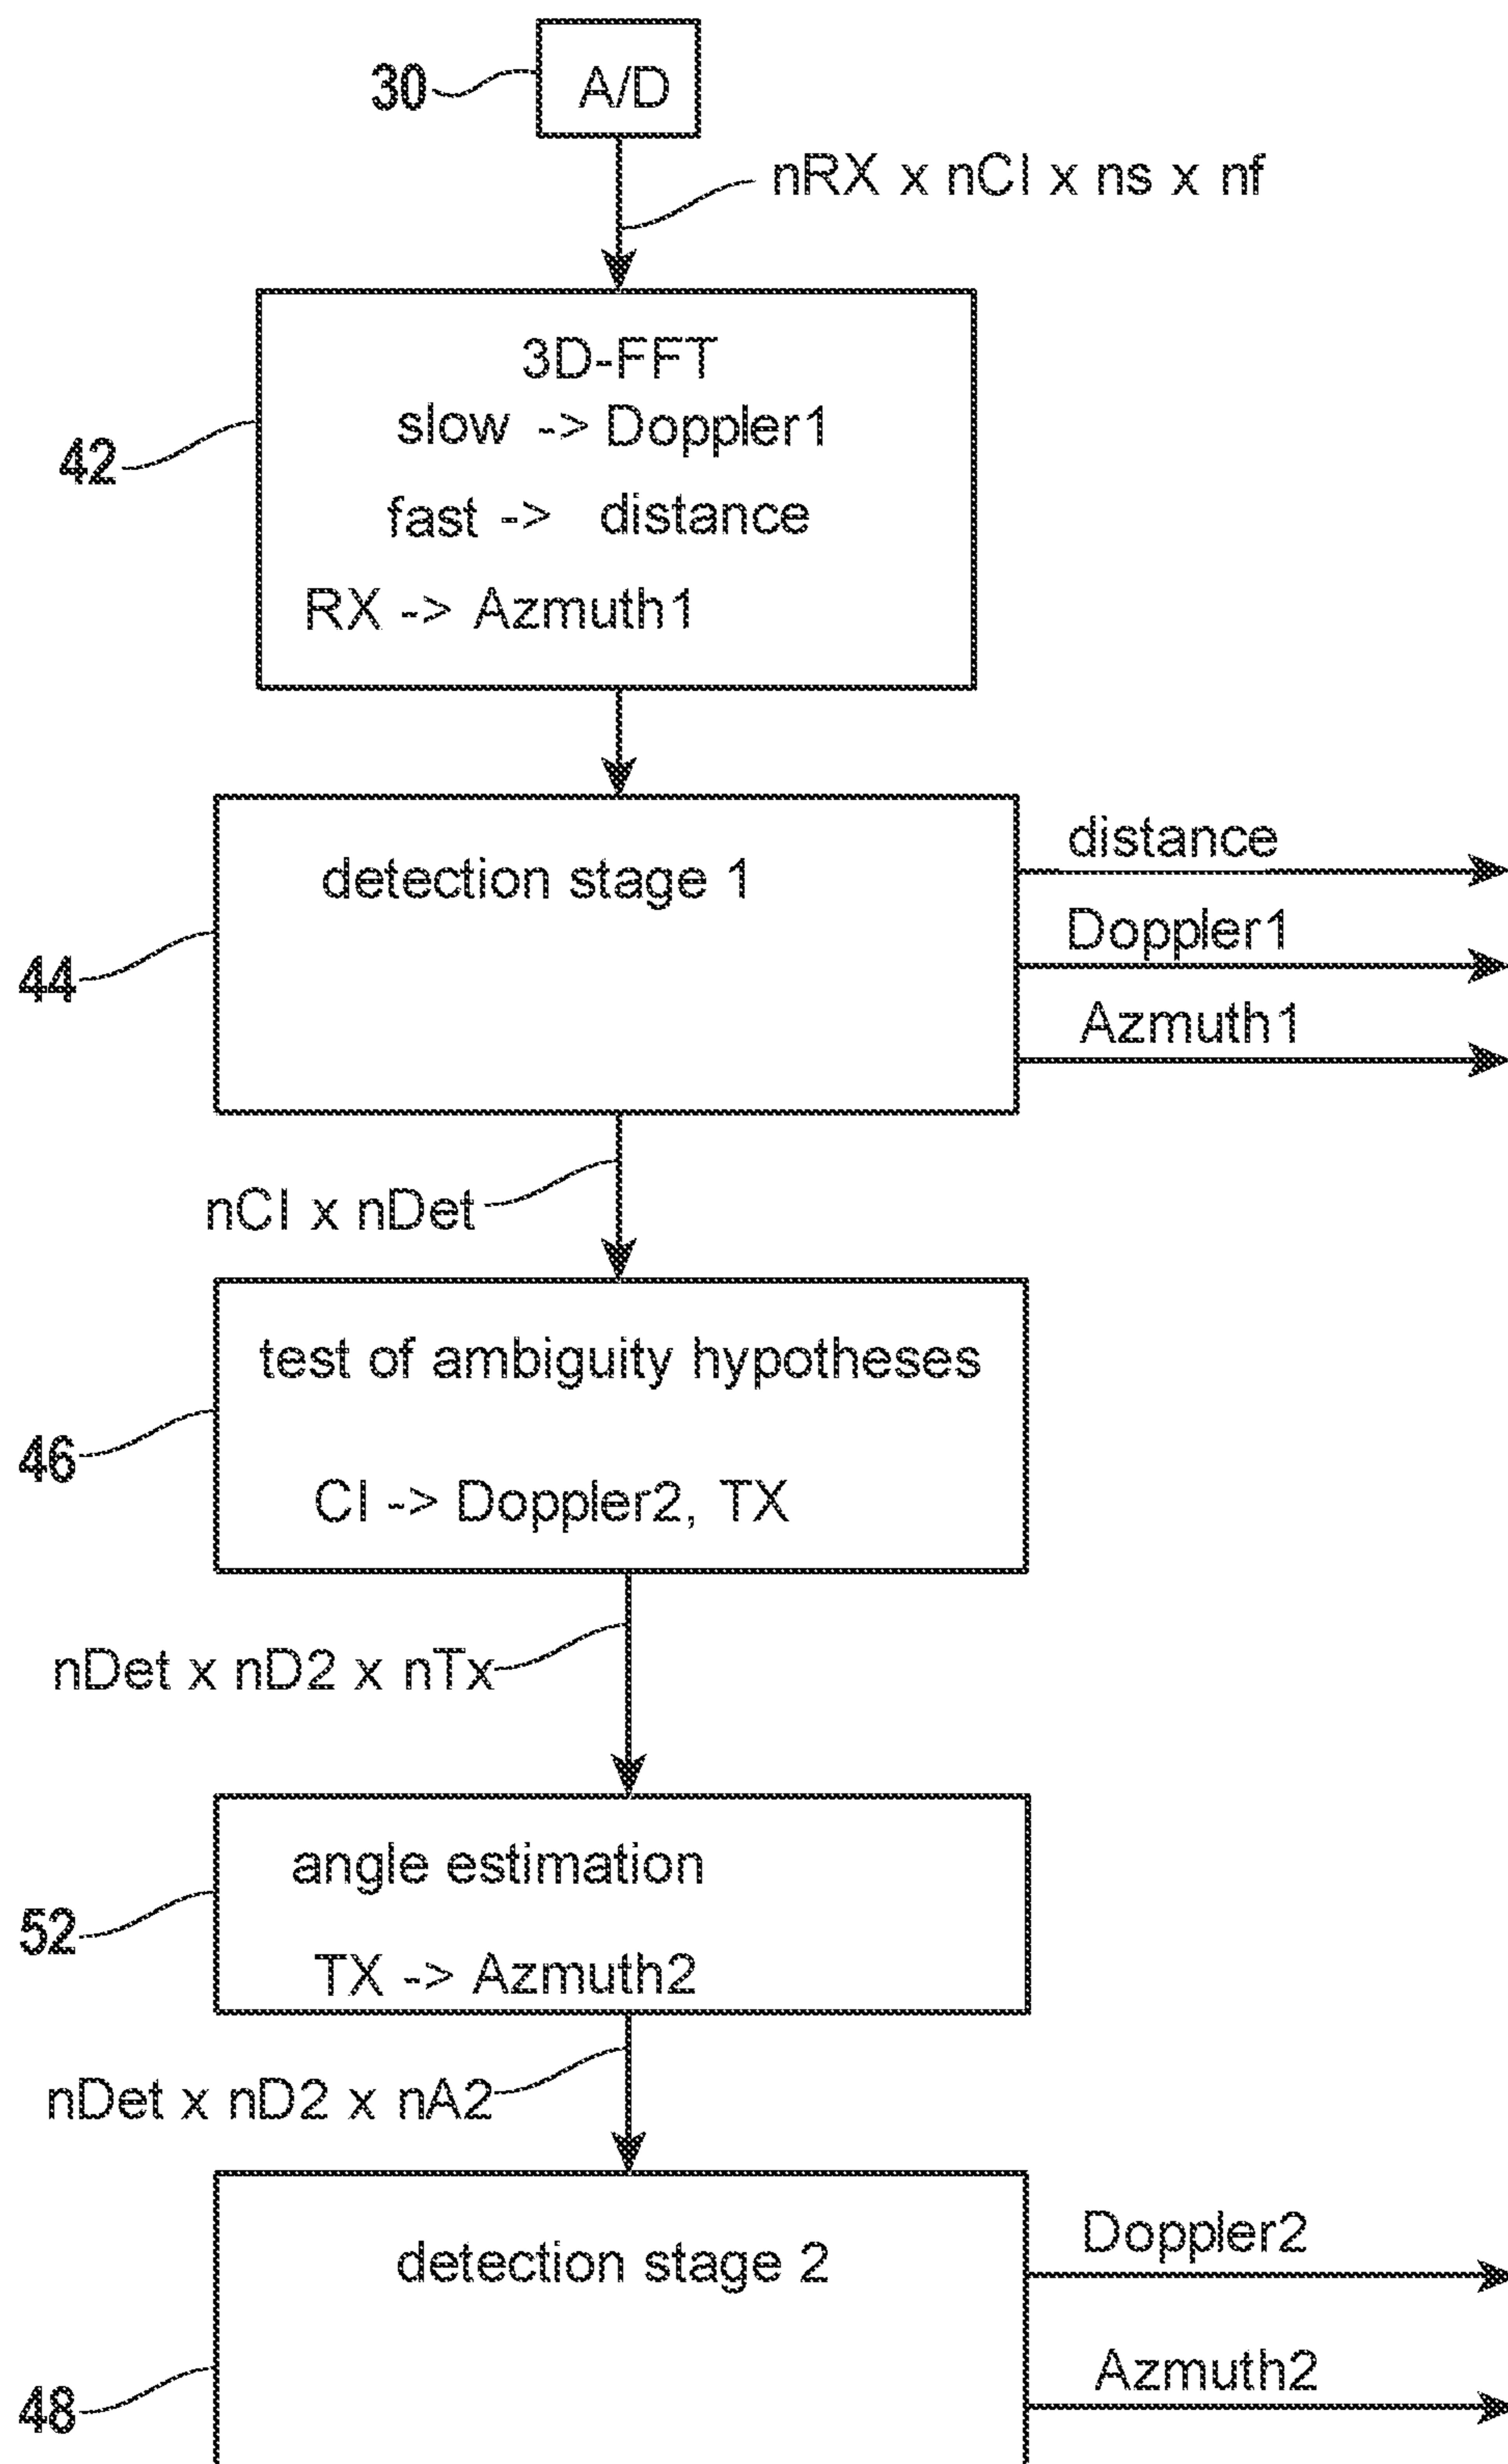 30
A/D
nRX x nCI x ns x nf
3D-FFT
slow -> Doppler1
42
fast -> distance
RX -> Azmuth1
distance
detection stage 1
Doppler1
44
Azmuth1
nCI x nDet
test of ambiguity hypotheses
46
CI -> Doppler2, TX
nDet x nD2 x nTx
angle estimation
52
TX -> Azmuth2
nDet x nD2 x nA2
Doppler2
detection stage 2
Azmuth2
48